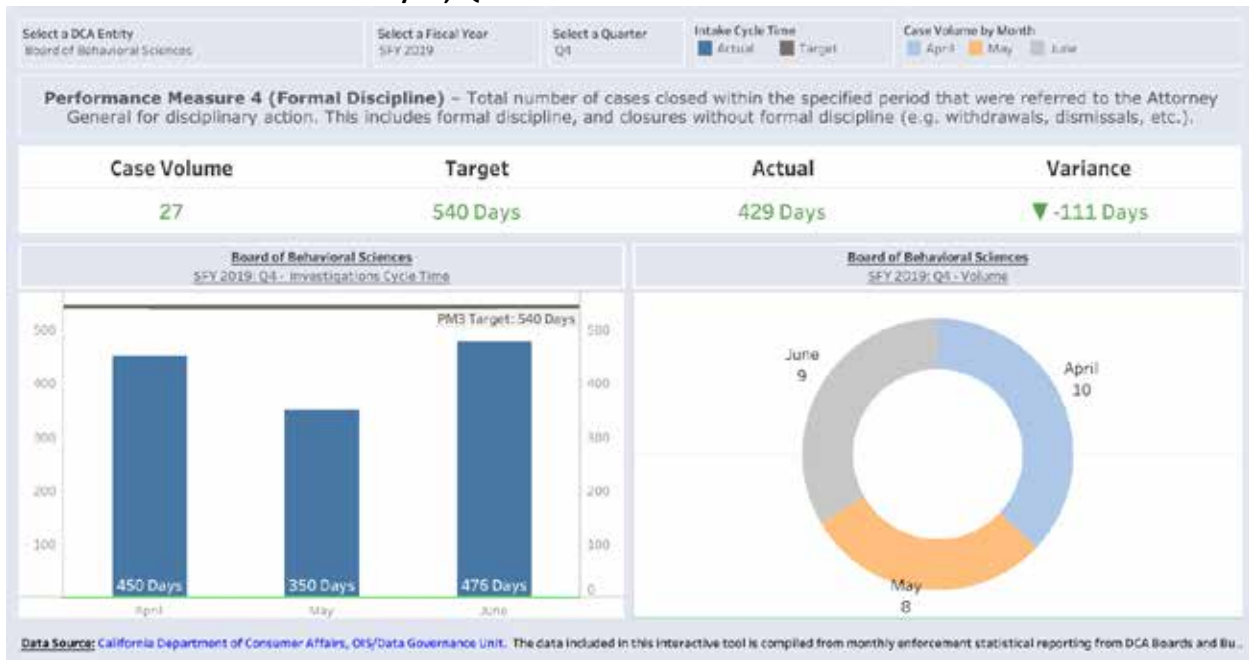 Select a DCA Entity
Board of Behavioral Sciences
Select a Fiscal Year
SFY 2019
Select a Quarter
Q4
Intake Cycle Time
Actual Target
Case Volume by Month
April May June
Performance Measure 4 (Formal Discipline) – Total number of cases closed within the specified period that were referred to the Attorney
General for disciplinary action. This includes formal discipline, and closures without formal discipline (e.g. withdrawals, dismissals, etc.).
Case Volume Target Actual Variance
27 540 Days 429 Days ▼ -111 Days
Board of Behavioral Sciences
SFY 2019: Q4 - Investigations Cycle Time
PM3 Target: 540 Days
500 500
400 400
300 300
200 200
100 100
0
450 Days 350 Days 476 Days
April May June
Board of Behavioral Sciences
SFY 2019: Q4 - Volume
June
9
April
10
May
8
Data Source: California Department of Consumer Affairs, OIS/Data Governance Unit. The data included in this interactive tool is compiled from monthly enforcement statistical reporting from DCA Boards and Bu..